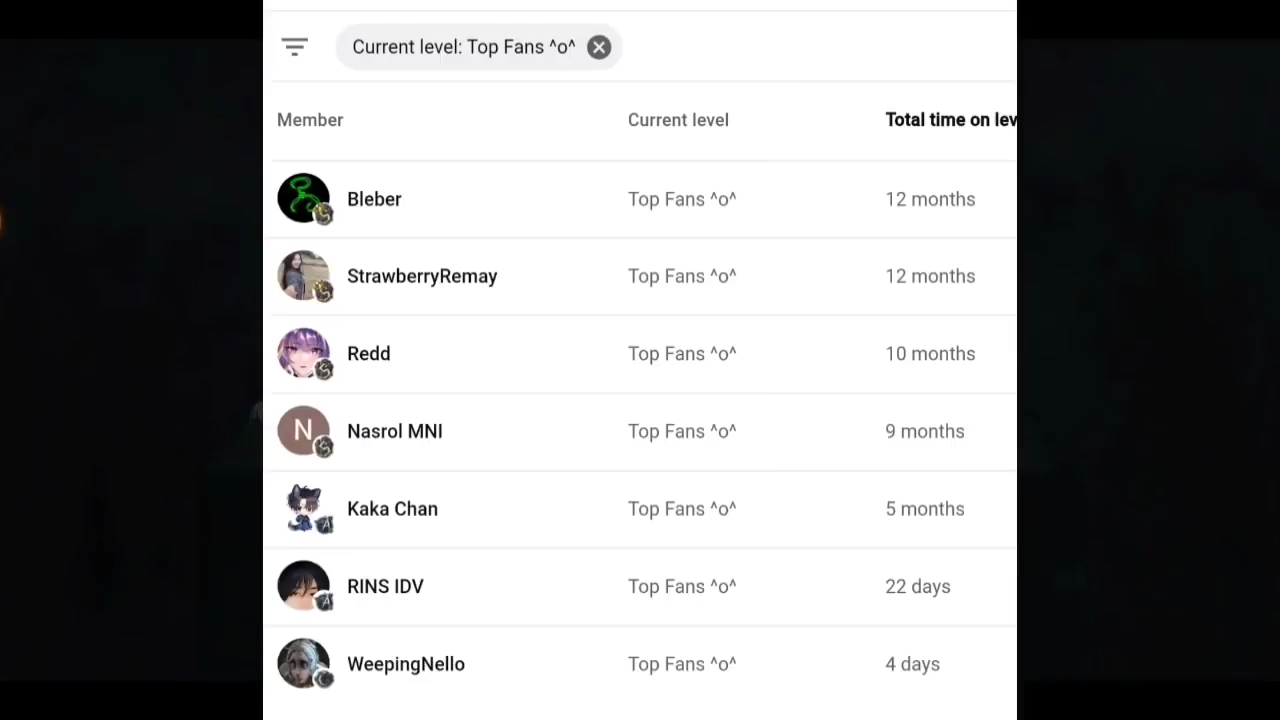 Current level: Top Fans ^o^
Member Current level Total time on lev
Bleber Top Fans ^o^ 12 months
StrawberryRemay Top Fans ^o^ 12 months
Redd Top Fans ^o^ 10 months
N Nasrol MNI Top Fans ^o^ 9 months
Kaka Chan Top Fans ^o^ 5 months
RINS IDV Top Fans ^o^ 22 days
WeepingNello Top Fans ^o^ 4 days